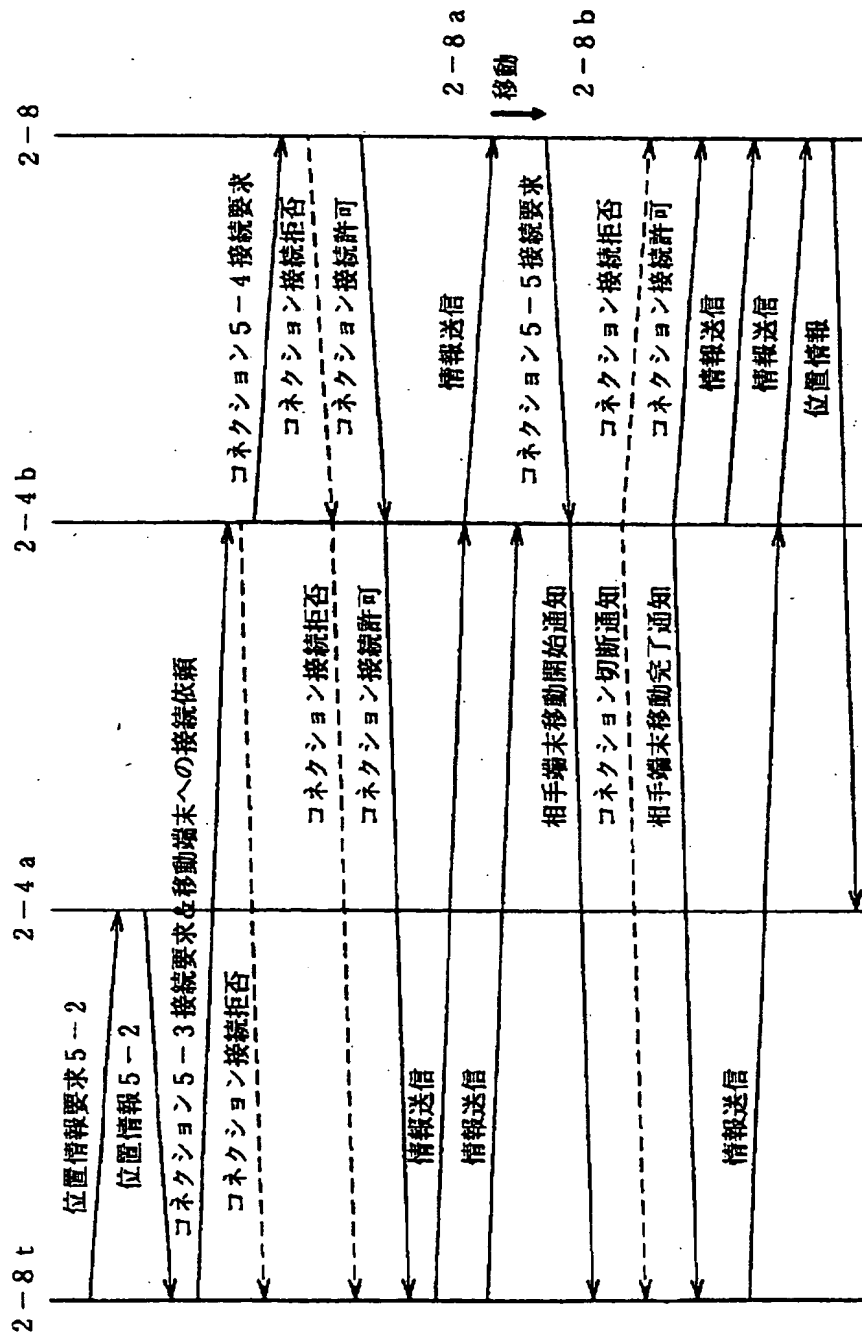 2-8t
2-4a
2-4b
2-8
位置情報要求5-2
位置情報5-2
コネクション5-3接続要求&移動端末への接続依頼
コネクション接続拒否
コネクション5-4接続要求
コネクション接続拒否
コネクション接続許可
コネクション接続拒否
コネクション接続許可
情報送信
情報送信
情報送信
2-8a
移動
2-8b
コネクション5-5接続要求
相手端末移動開始通知
コネクション切断通知
コネクション接続拒否
コネクション接続許可
相手端末移動完了通知
情報送信
情報送信
情報送信
位置情報